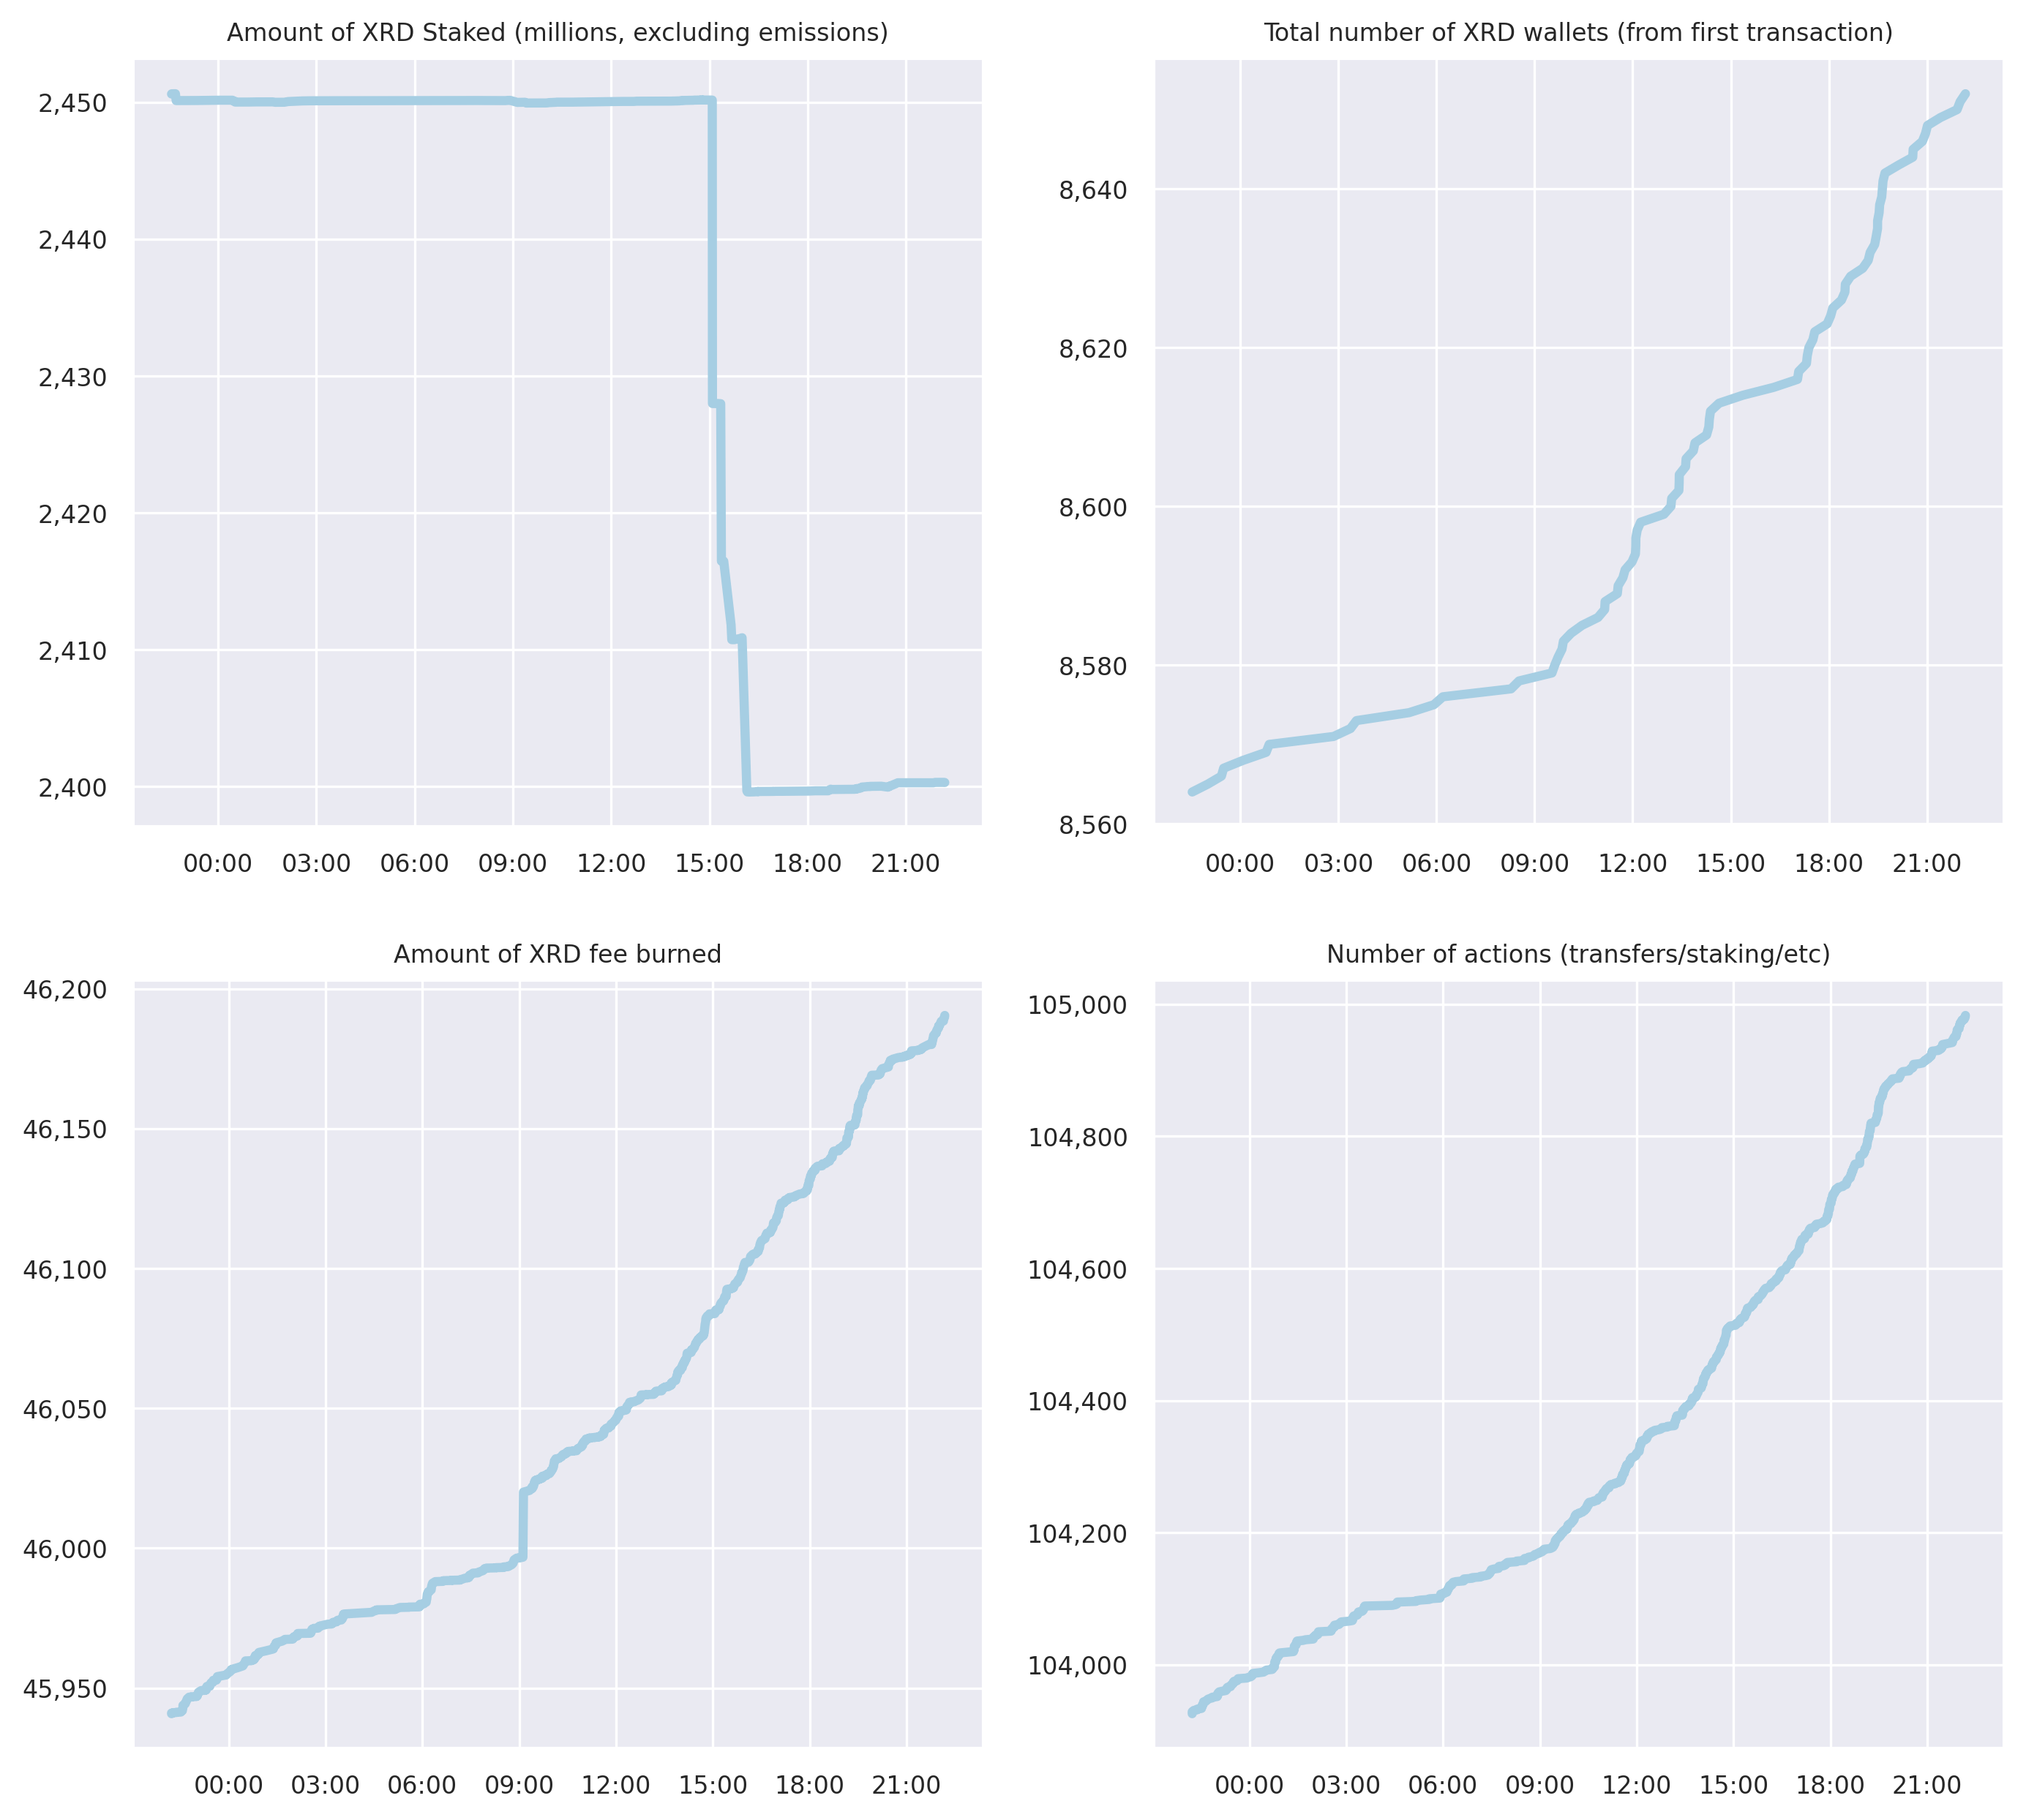 Amount of XRD Staked (millions, excluding emissions)
2,450
2,440
2,430
2,420
2,410
2,400
00:00 03:00 06:00 09:00 12:00 15:00 18:00 21:00
Total number of XRD wallets (from first transaction)
8,640
8,620
8,600
8,580
8,560
00:00 03:00 06:00 09:00 12:00 15:00 18:00 21:00
Amount of XRD fee burned
46,200
46,150
46,100
46,050
46,000
45,950
00:00 03:00 06:00 09:00 12:00 15:00 18:00 21:00
Number of actions (transfers/staking/etc)
105,000
104,800
104,600
104,400
104,200
104,000
00:00 03:00 06:00 09:00 12:00 15:00 18:00 21:00